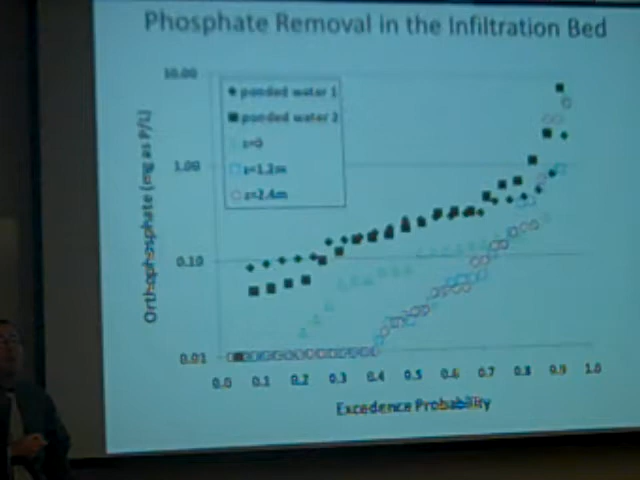 Phosphate Removal in the Infiltration Bed
Orthophosphate (mg as P/L)
10.00
1.00
0.10
0.01
ponded water 1
ponded water 2
z=0
z=1.2m
z=2.4m
0.0 0.1 0.2 0.3 0.4 0.5 0.6 0.7 0.8 0.9 1.0
Excedence Probability